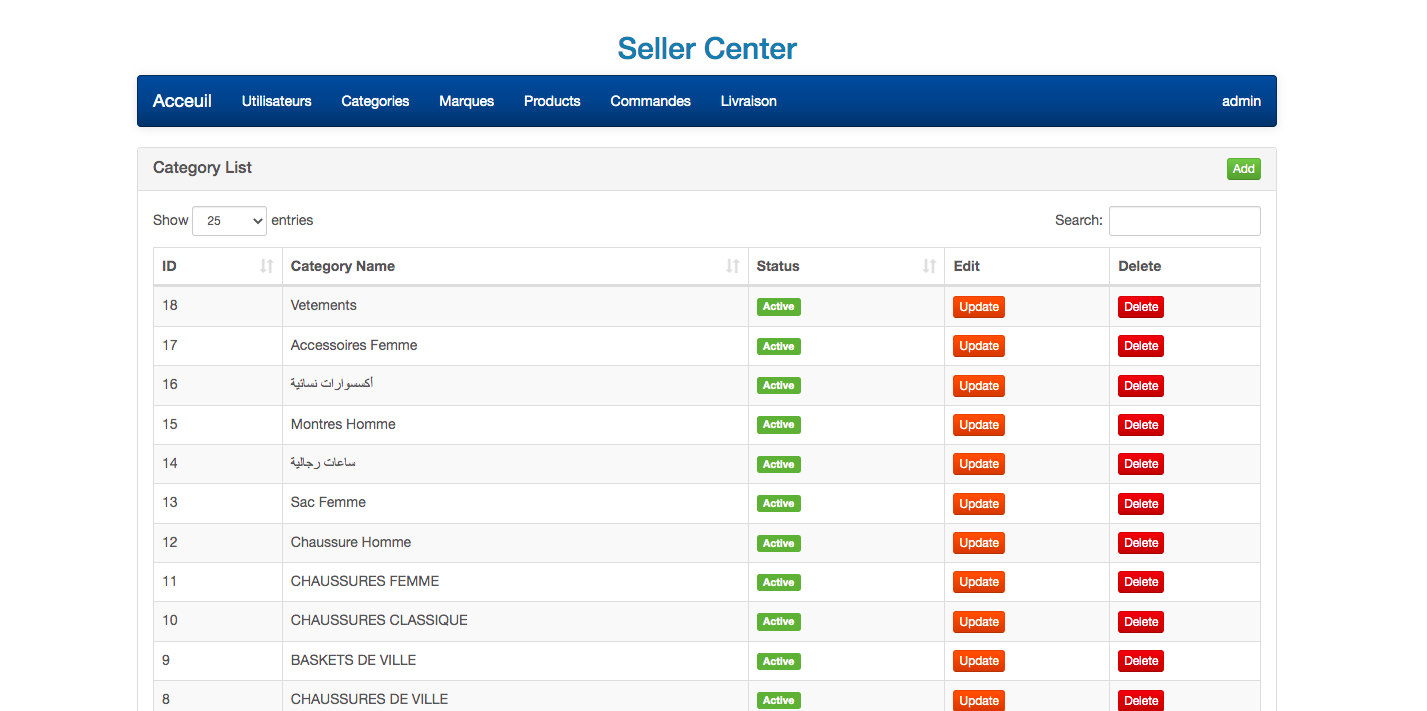 Seller Center
Acceuil Utilisateurs Categories Marques Products Commandes Livraison admin
Category List Add
Show 25 entries Search:
ID Category Name Status Edit Delete
18 Vetements Active Update Delete
17 Accessoires Femme Active Update Delete
16 أكسسوارات نسائية Active Update Delete
15 Montres Homme Active Update Delete
14 ساعات رجالية Active Update Delete
13 Sac Femme Active Update Delete
12 Chaussure Homme Active Update Delete
11 CHAUSSURES FEMME Active Update Delete
10 CHAUSSURES CLASSIQUE Active Update Delete
9 BASKETS DE VILLE Active Update Delete
8 CHAUSSURES DE VILLE Active Update Delete